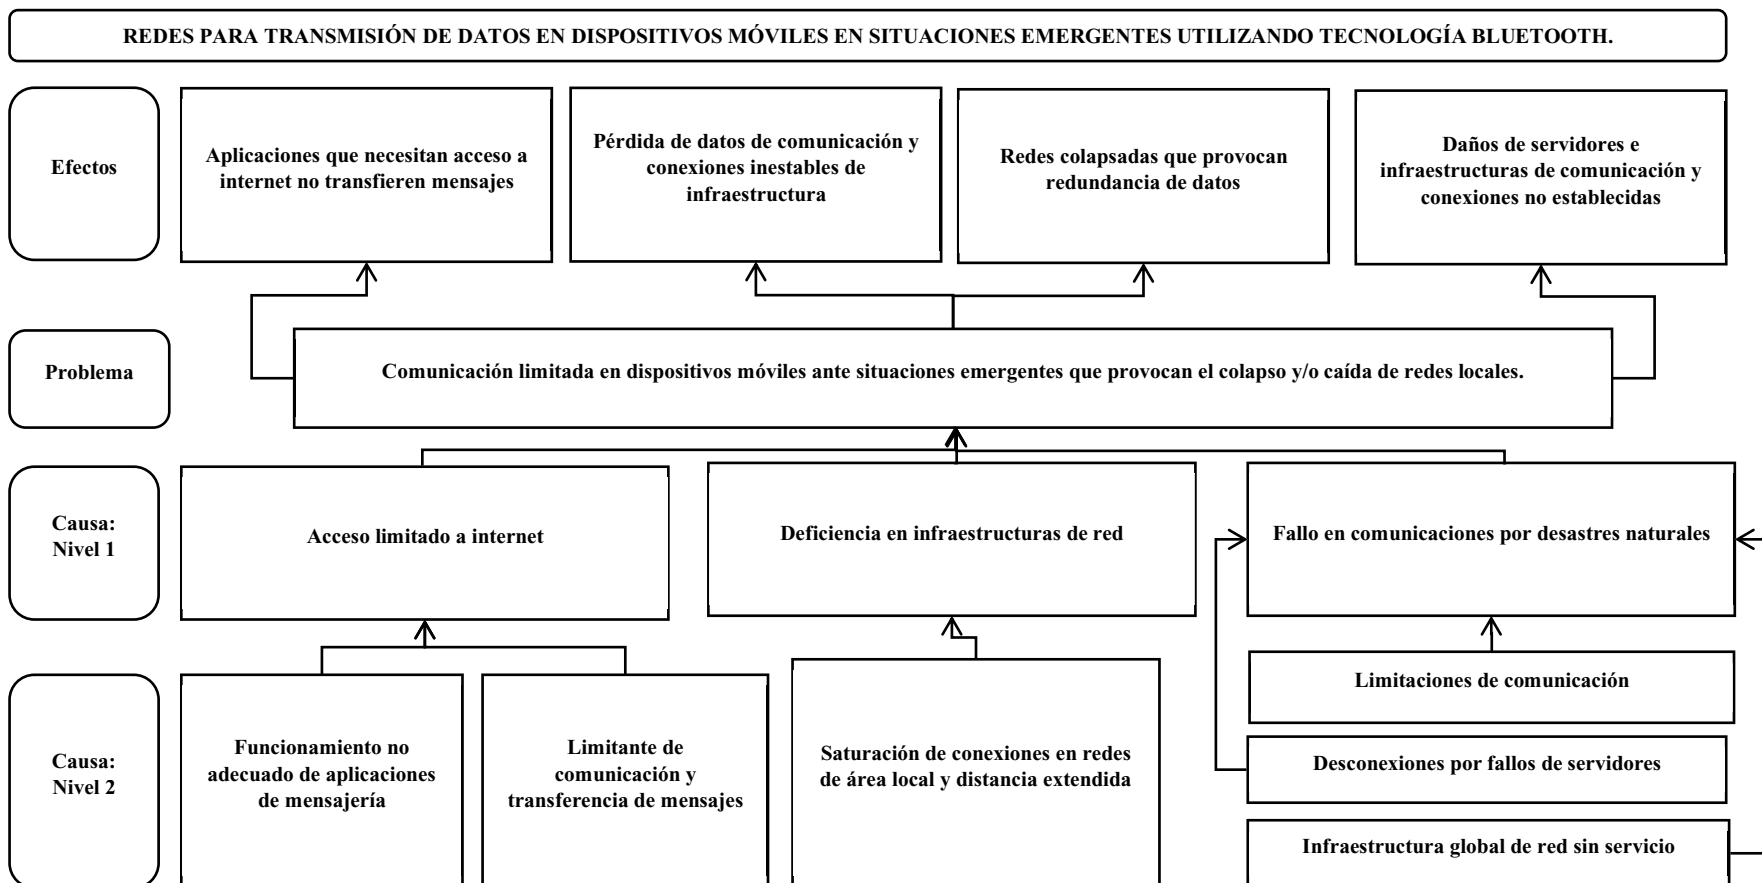 REDES PARA TRANSMISIÓN DE DATOS EN DISPOSITIVOS MÓVILES EN SITUACIONES EMERGENTES UTILIZANDO TECNOLOGÍA BLUETOOTH.
Efectos
Aplicaciones que necesitan acceso a
internet no transfieren mensajes
Pérdida de datos de comunicación y
conexiones inestables de
infraestructura
Redes colapsadas que provocan
redundancia de datos
Daños de servidores e
infraestructuras de comunicación y
conexiones no establecidas
Problema
Comunicación limitada en dispositivos móviles ante situaciones emergentes que provocan el colapso y/o caída de redes locales.
Causa:
Nivel 1
Acceso limitado a internet
Deficiencia en infraestructuras de red
Fallo en comunicaciones por desastres naturales
Causa:
Nivel 2
Funcionamiento no
adecuado de aplicaciones
de mensajería
Limitante de
comunicación y
transferencia de mensajes
Saturación de conexiones en redes
de área local y distancia extendida
Limitaciones de comunicación
Desconexiones por fallos de servidores
Infraestructura global de red sin servicio